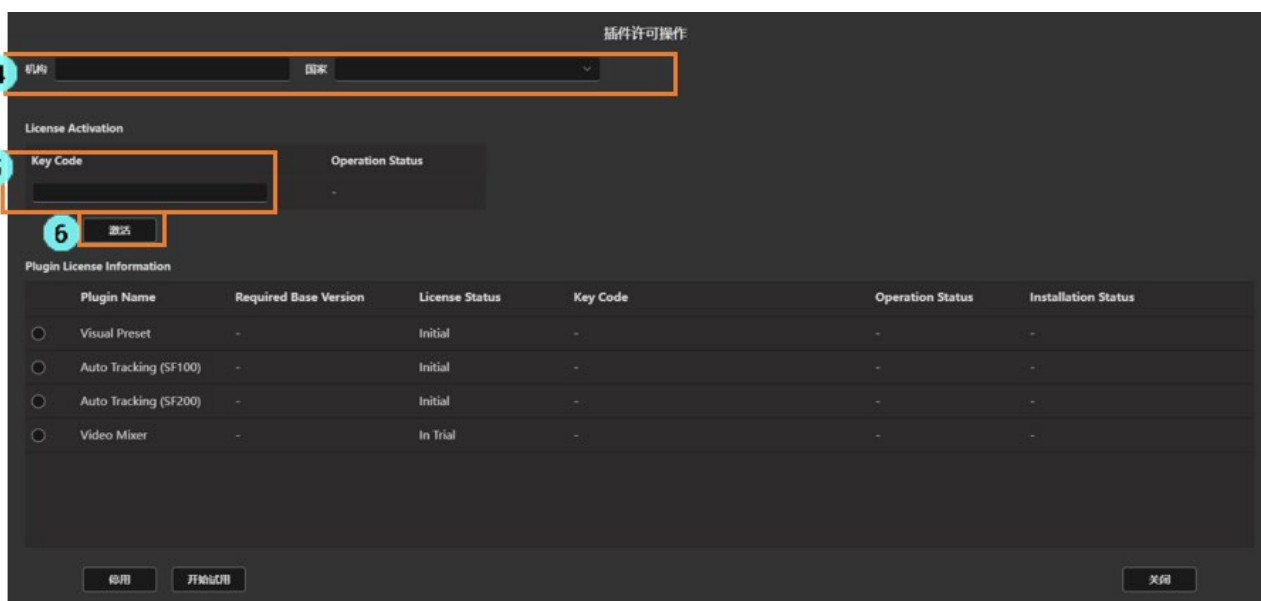 插件许可操作
4 机构 国家
License Activation
Key Code Operation Status
-
6 激活
Plugin License Information
Plugin Name Required Base Version License Status Key Code Operation Status Installation Status
Visual Preset - Initial - - -
Auto Tracking (SF100) - Initial - - -
Auto Tracking (SF200) - Initial - - -
Video Mixer - In Trial - - -
停用 开始试用 关闭